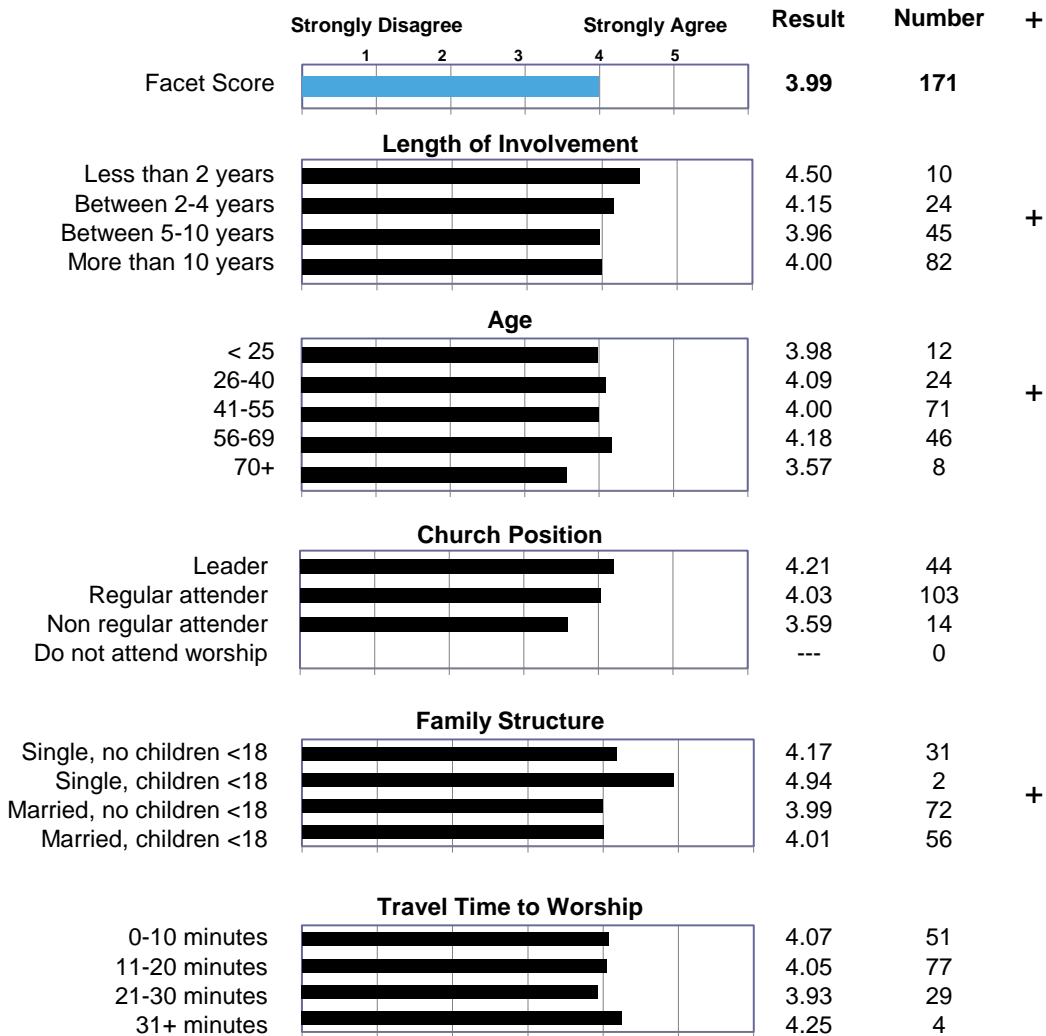 Strongly Disagree Strongly Agree Result Number +
1 2 3 4 5
Facet Score 3.99 171
Length of Involvement
Less than 2 years 4.50 10
Between 2-4 years 4.15 24
+
Between 5-10 years 3.96 45
More than 10 years 4.00 82
Age
< 25 3.98 12
26-40 4.09 24
+
41-55 4.00 71
56-69 4.18 46
70+ 3.57 8
Church Position
Leader 4.21 44
Regular attender 4.03 103
Non regular attender 3.59 14
Do not attend worship --- 0
Family Structure
Single, no children <18 4.17 31
Single, children <18 4.94 2
+
Married, no children <18 3.99 72
Married, children <18 4.01 56
Travel Time to Worship
0-10 minutes 4.07 51
11-20 minutes 4.05 77
21-30 minutes 3.93 29
31+ minutes 4.25 4